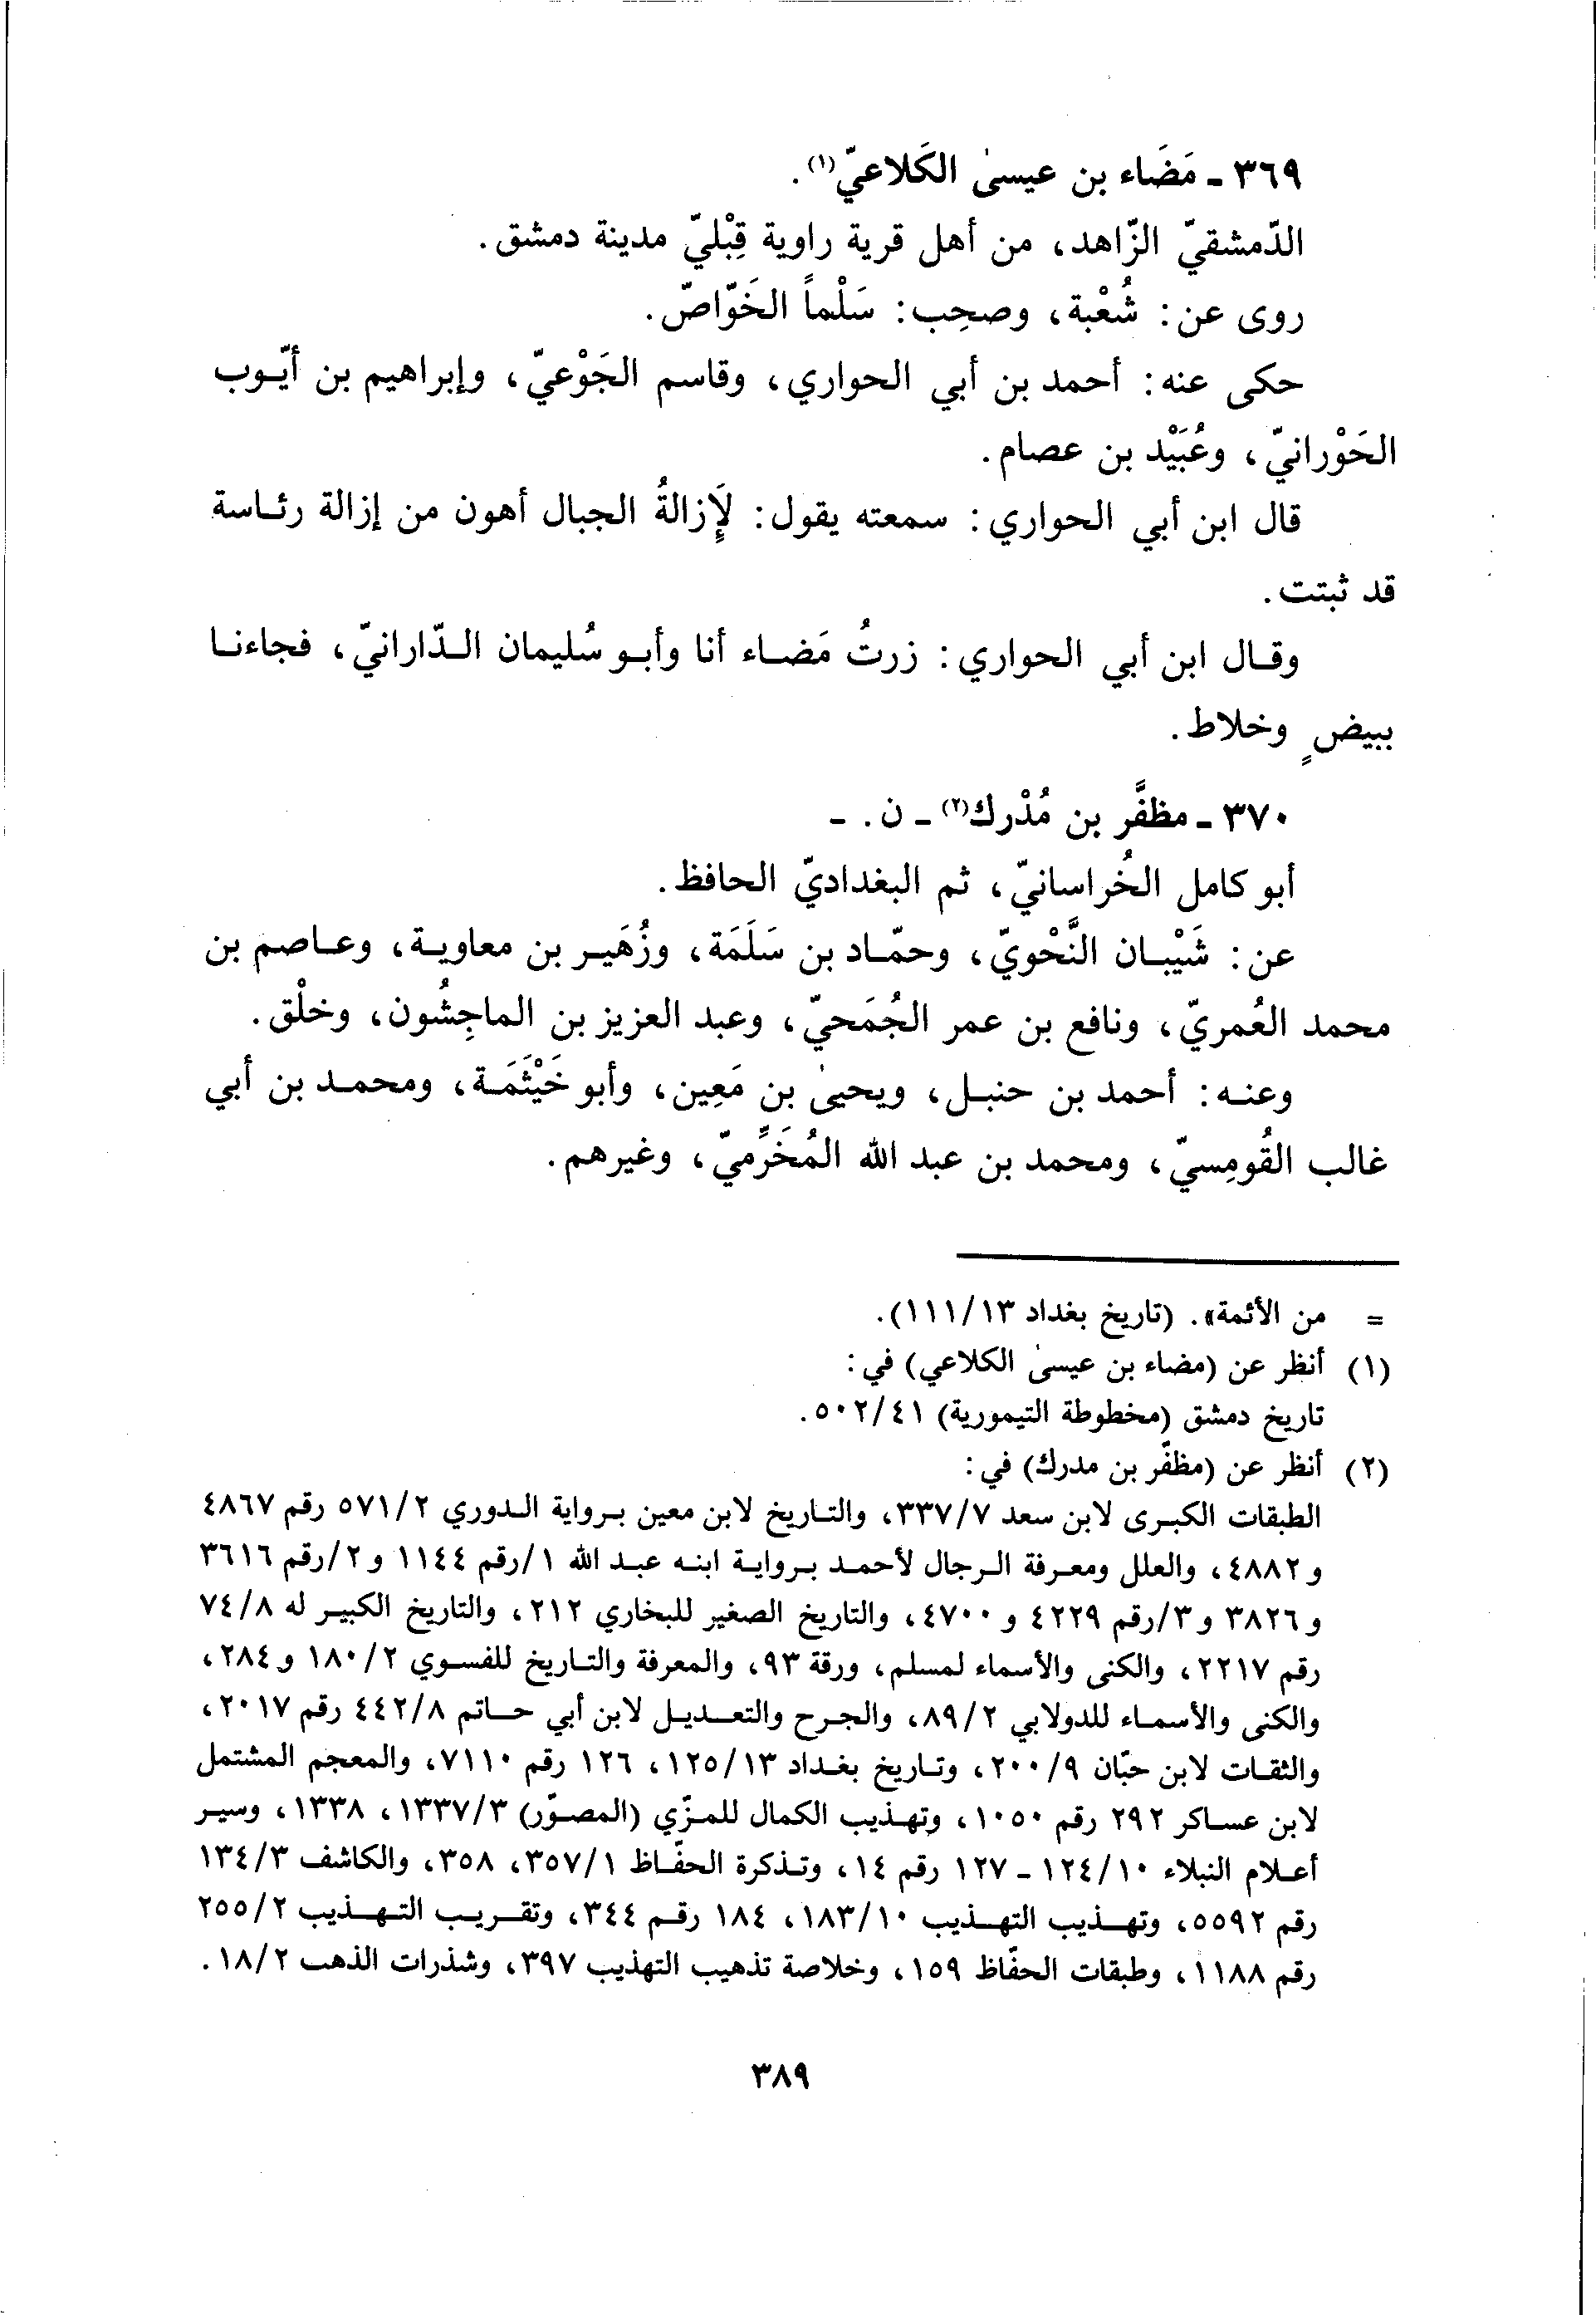 ٣٦٩ - مَضَاء بن عيسىٰ الكَلاعيّ(١).
الدّمشقيّ الزّاهد، من أهل قرية راوية قِبْليّ مدينة دمشق.
روى عن: شُعْبة، وصحِب: سَلْماً الخَوّاصّ.
حكى عنه: أحمد بن أبي الحواري، وقاسم الجَوْعيّ، وإبراهيم بن أيّوب
الحَوْرانيّ، وعُبَيْد بن عصام.
قال ابن أبي الحواري: سمعته يقول: لَإِزالةُ الجبال أهون من إزالة رئاسة
قد ثبتت.
وقال ابن أبي الحواري: زرتُ مَضاء أنا وأبو سُليمان الدّارانيّ، فجاءنا
ببيضٍ وخلاط.
٣٧٠ - مظفَّر بن مُدْرك(٢) - ن. -
أبو كامل الخُراسانيّ، ثم البغداديّ الحافظ.
عن: شَيْبان النَّحْويّ، وحمّاد بن سَلَمَة، وزُهَير بن معاوية، وعاصم بن
محمد العُمريّ، ونافع بن عمر الجُمَحيّ، وعبد العزيز بن الماجِشُون، وخلْق.
وعنه: أحمد بن حنبل، ويحيىٰ بن مَعِين، وأبو خَيْثَمَة، ومحمد بن أبي
غالب القُومِسيّ، ومحمد بن عبد الله المُخَرِّميّ، وغيرهم.
= من الأئمة». (تاريخ بغداد ١١١/١٣).
(١) أنظر عن (مضاء بن عيسىٰ الكلاعي) في:
تاريخ دمشق (مخطوطة التيمورية) ٥٠٢/٤١.
(٢) أنظر عن (مظفّر بن مدرك) في:
الطبقات الكبرى لابن سعد ٣٣٧/٧، والتاريخ لابن معين برواية الدوري ٥٧١/٢ رقم ٤٨٦٧
و ٤٨٨٢، والعلل ومعرفة الرجال لأحمد برواية ابنه عبد الله ١/رقم ١١٤٤ و ٢/رقم ٣٦١٦
و ٣٨٢٦ و ٣/رقم ٤٢٢٩ و ٤٧٠٠، والتاريخ الصغير للبخاري ٢١٢، والتاريخ الكبير له ٧٤/٨
رقم ٢٢١٧، والكنى والأسماء لمسلم، ورقة ٩٣، والمعرفة والتاريخ للفسوي ١٨٠/٢ و ٢٨٤،
والكنى والأسماء للدولابي ٨٩/٢، والجرح والتعديل لابن أبي حاتم ٤٤٢/٨ رقم ٢٠١٧،
والثقات لابن حبّان ٢٠٠/٩، وتاريخ بغداد ١٢٥/١٣، ١٢٦ رقم ٧١١٠، والمعجم المشتمل
لابن عساكر ٢٩٢ رقم ١٠٥٠، وتهذيب الكمال للمزّي (المصوّر) ١٣٣٧/٣، ١٣٣٨، وسير
أعلام النبلاء ١٢٤/١٠ - ١٢٧ رقم ١٤، وتذكرة الحفّاظ ٣٥٧/١، ٣٥٨، والكاشف ١٣٤/٣
رقم ٥٥٩٢، وتهذيب التهذيب ١٨٣/١٠، ١٨٤ رقم ٣٤٤، وتقريب التهذيب ٢٥٥/٢
رقم ١١٨٨، وطبقات الحفّاظ ١٥٩، وخلاصة تذهيب التهذيب ٣٩٧، وشذرات الذهب ١٨/٢.
٣٨٩